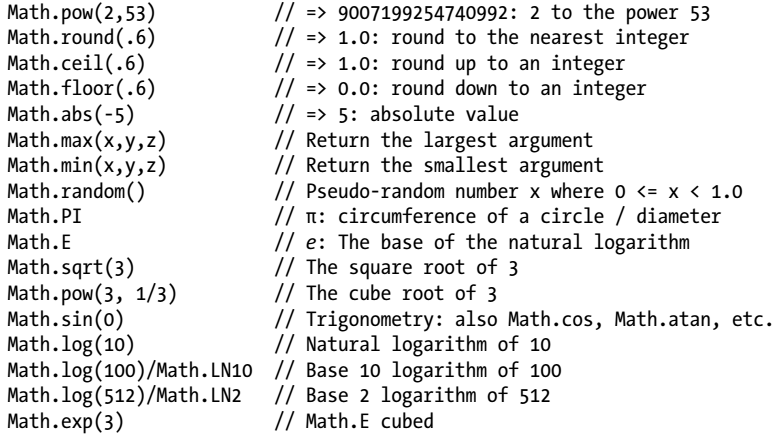 Math.pow(2,53) // => 9007199254740992: 2 to the power 53
Math.round(.6) // => 1.0: round to the nearest integer
Math.ceil(.6) // => 1.0: round up to an integer
Math.floor(.6) // => 0.0: round down to an integer
Math.abs(-5) // => 5: absolute value
Math.max(x,y,z) // Return the largest argument
Math.min(x,y,z) // Return the smallest argument
Math.random() // Pseudo-random number x where 0 <= x < 1.0
Math.PI // π: circumference of a circle / diameter
Math.E // e: The base of the natural logarithm
Math.sqrt(3) // The square root of 3
Math.pow(3, 1/3) // The cube root of 3
Math.sin(0) // Trigonometry: also Math.cos, Math.atan, etc.
Math.log(10) // Natural logarithm of 10
Math.log(100)/Math.LN10 // Base 10 logarithm of 100
Math.log(512)/Math.LN2 // Base 2 logarithm of 512
Math.exp(3) // Math.E cubed